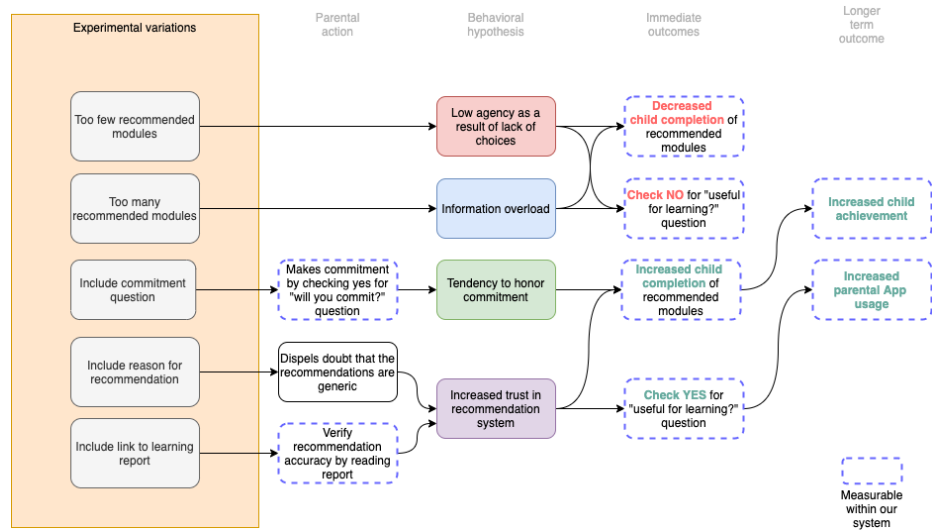 Experimental variations
Parental
action
Behavioral
hypothesis
Immediate
outcomes
Longer
term
outcome
Too few recommended
modules
Low agency as a
result of lack of
choices
Decreased
child completion of
recommended
modules
Too many
recommended modules
Information overload
Check NO for "useful
for learning?"
question
Increased child
achievement
Include commitment
question
Makes commitment
by checking yes for
"will you commit?"
question
Tendency to honor
commitment
Increased child
completion of
recommended
modules
Increased
parental App
usage
Include reason for
recommendation
Dispels doubt that the
recommendations are
generic
Increased trust in
recommendation
system
Check YES for
"useful for learning?"
question
Include link to learning
report
Verify
recommendation
accuracy by reading
report
Measurable
within our
system